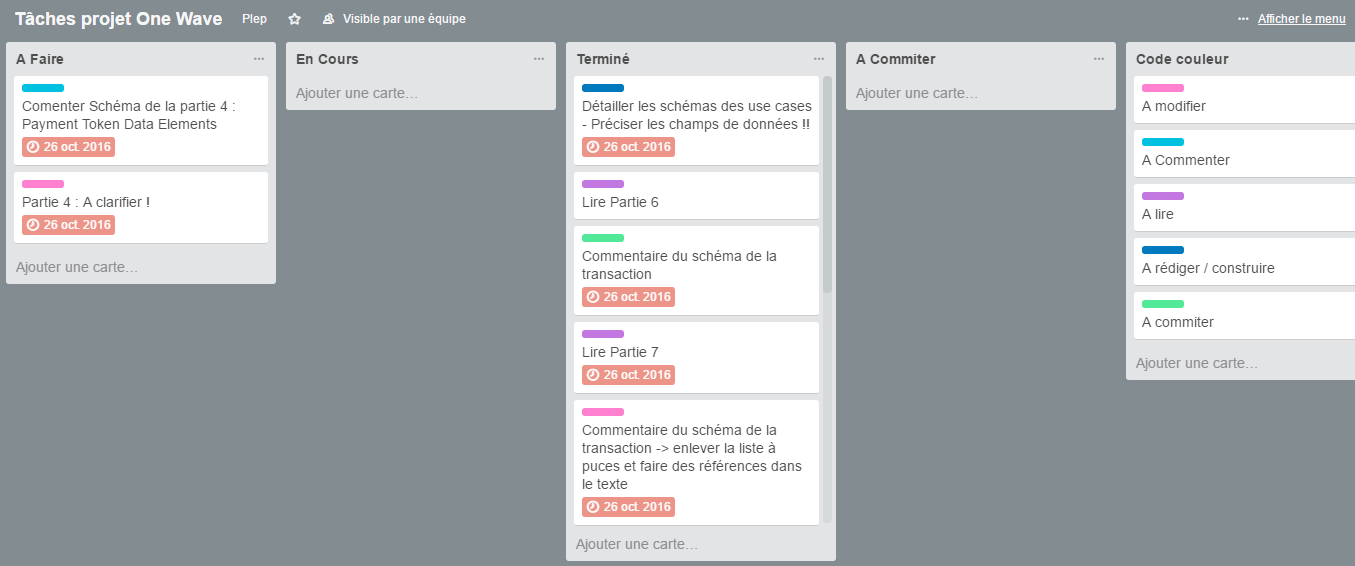 Tâches projet One Wave
Plep
Visible par une équipe
Afficher le menu
A Faire
Comenter Schéma de la partie 4 :
Payment Token Data Elements
26 oct. 2016
Partie 4 : A clarifier !
26 oct. 2016
Ajouter une carte…
En Cours
Ajouter une carte…
Terminé
Détailler les schémas des use cases
- Préciser les champs de données !!
26 oct. 2016
Lire Partie 6
Commentaire du schéma de la
transaction
26 oct. 2016
Lire Partie 7
26 oct. 2016
Commentaire du schéma de la
transaction -> enlever la liste à
puces et faire des références dans
le texte
26 oct. 2016
Ajouter une carte…
A Commiter
Ajouter une carte…
Code couleur
A modifier
A Commenter
A lire
A rédiger / construire
A commiter
Ajouter une carte…